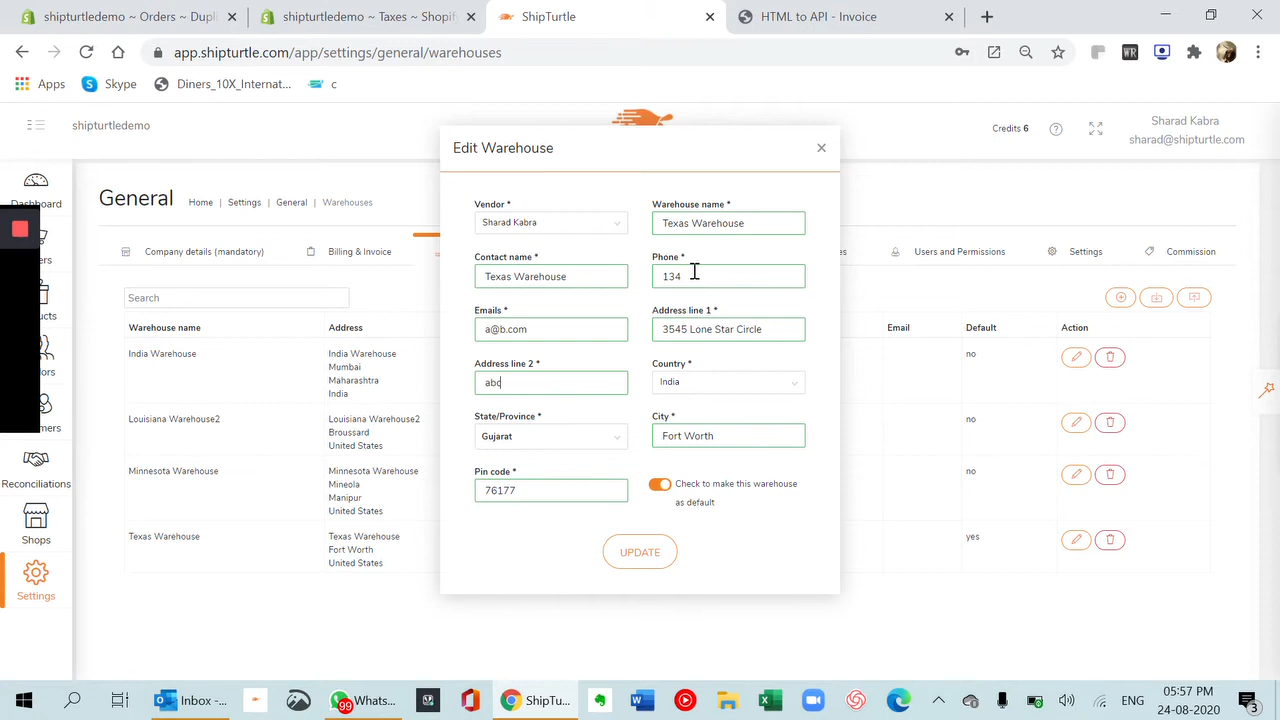 shipturtledemo ~ Orders ~ Dupl
shipturtledemo ~ Taxes ~ Shopif
ShipTurtle
HTML to API - Invoice
app.shipturtle.com/app/settings/general/warehouses
Apps
Skype
Diners_10X_Internat...
c
shipturtledemo
Credits 6
Sharad Kabra
sharad@shipturtle.com
Edit Warehouse
General
Home | Settings | General | Warehouses
Company details (mandatory)
Billing & Invoice
Users and Permissions
Settings
Commission
Vendor *
Warehouse name *
Sharad Kabra
Texas Warehouse
Contact name *
Phone *
Texas Warehouse
134
Emails *
Address line 1 *
a@b.com
3545 Lone Star Circle
Address line 2 *
Country *
abc
India
State/Province *
City *
Gujarat
Fort Worth
Pin code *
76177
Check to make this warehouse
as default
UPDATE
Search
Warehouse name
Address
Email
Default
Action
India Warehouse
India Warehouse
Mumbai
Maharashtra
India
no
Louisiana Warehouse2
Louisiana Warehouse2
Broussard
United States
no
Minnesota Warehouse
Minnesota Warehouse
Mineola
Manipur
United States
no
Texas Warehouse
Texas Warehouse
Fort Worth
United States
yes
Dashboard
Reconciliations
Shops
Settings
Inbox -...
99
Whats...
ShipTu...
ENG
05:57 PM
24-08-2020
3